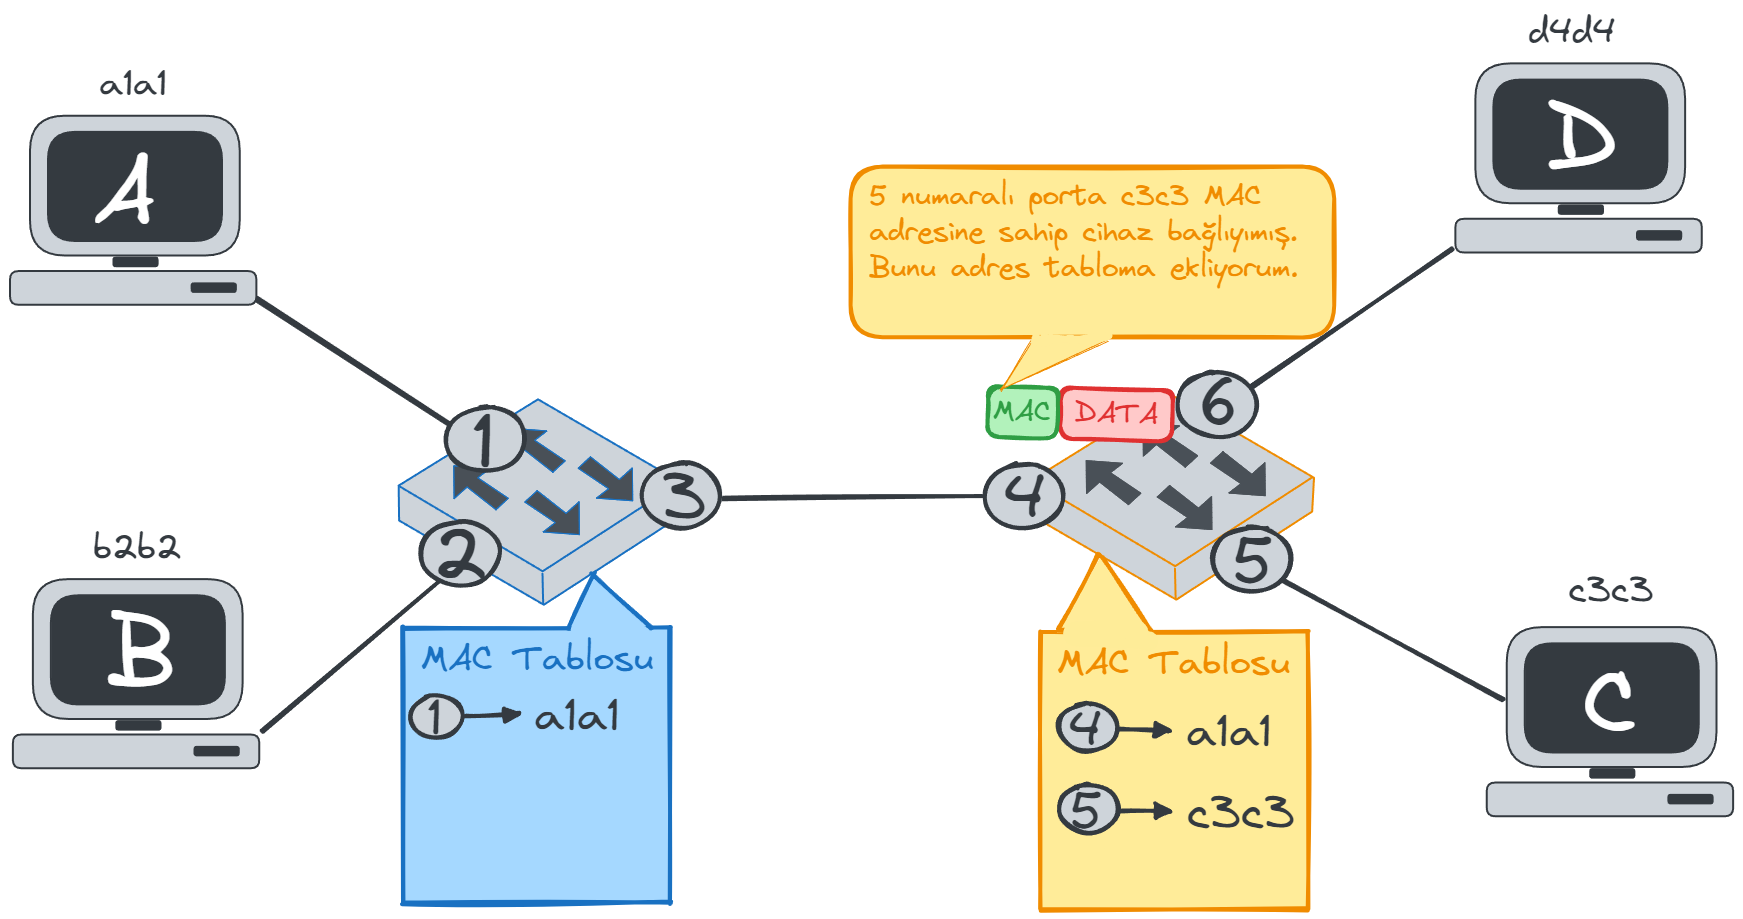 d4d4
D
a1a1
A
5 numaralı porta c3c3 MAC
adresine sahip cihaz bağlıyımış.
Bunu adres tabloma ekliyorum.
MAC
DATA
6
1
3
4
2
5
b2b2
B
c3c3
C
MAC Tablosu
1 → a1a1
MAC Tablosu
4 → a1a1
5 → c3c3